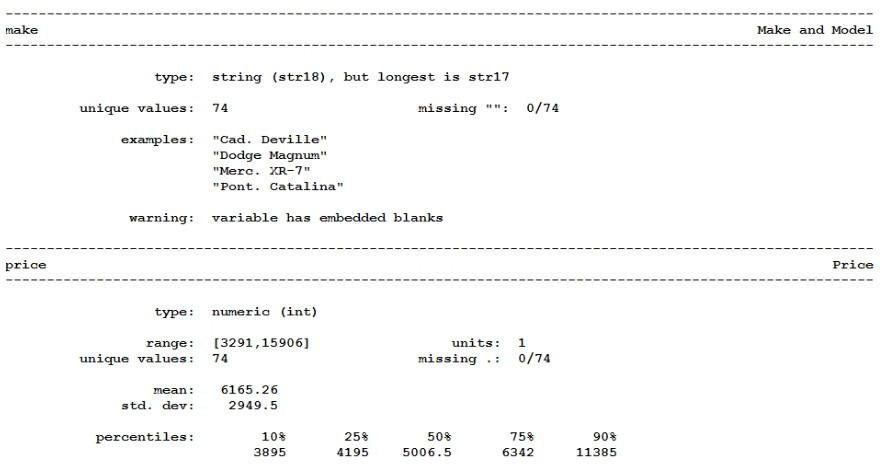 --------------------------------------------------------------------------------
make                                                              Make and Model
--------------------------------------------------------------------------------
type:  string (str18), but longest is str17
unique values:  74                       missing "":  0/74
examples:  "Cad. Deville"
"Dodge Magnum"
"Merc. XR-7"
"Pont. Catalina"
warning:  variable has embedded blanks
--------------------------------------------------------------------------------
price                                                                      Price
--------------------------------------------------------------------------------
type:  numeric (int)
range:  [3291,15906]                 units:  1
unique values:  74                       missing .:  0/74
mean:   6165.26
std. dev:    2949.5
percentiles:        10%       25%       50%       75%       90%
3895      4195    5006.5      6342     11385